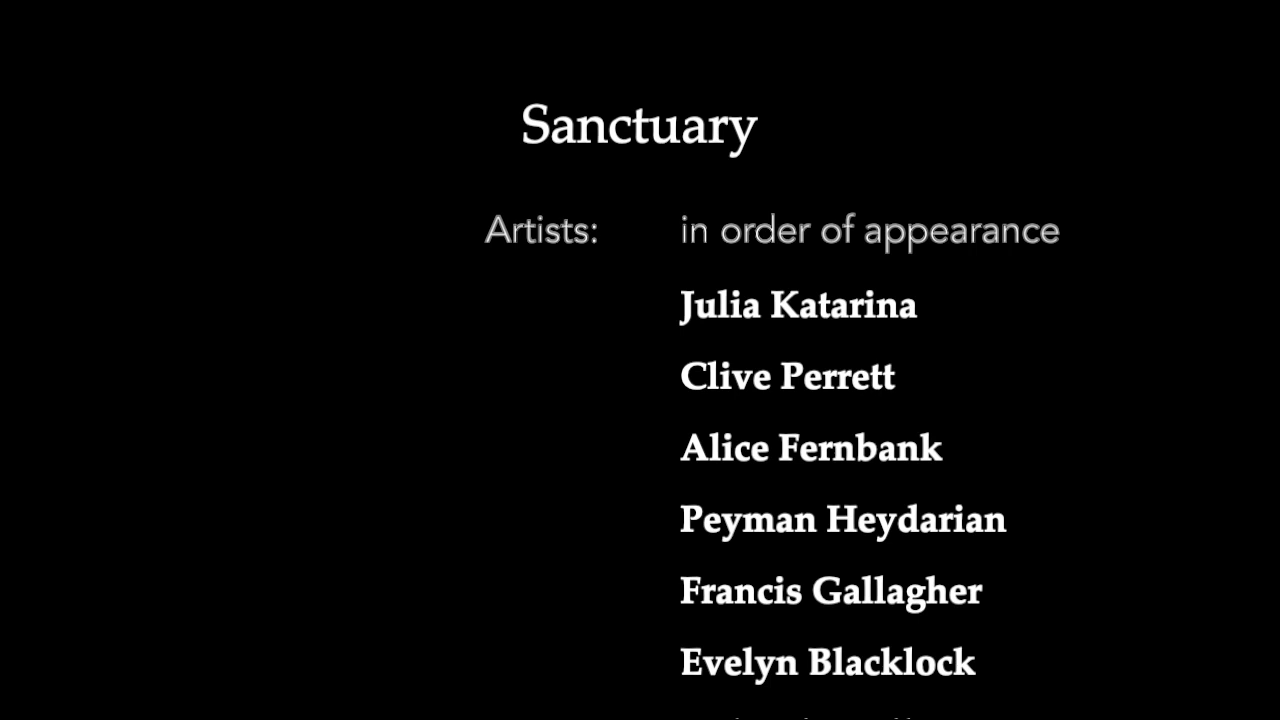 Sanctuary
Artists: in order of appearance
Julia Katarina
Clive Perrett
Alice Fernbank
Peyman Heydarian
Francis Gallagher
Evelyn Blacklock